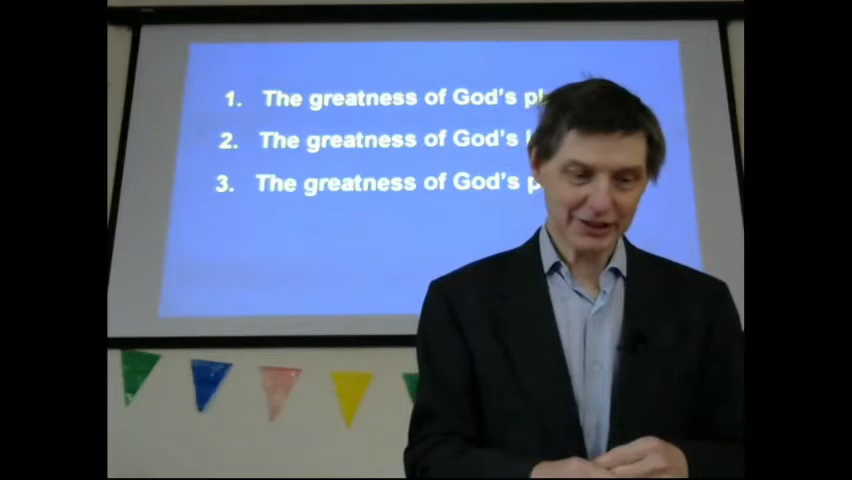 1. The greatness of God's
2. The greatness of God's
3. The greatness of God's